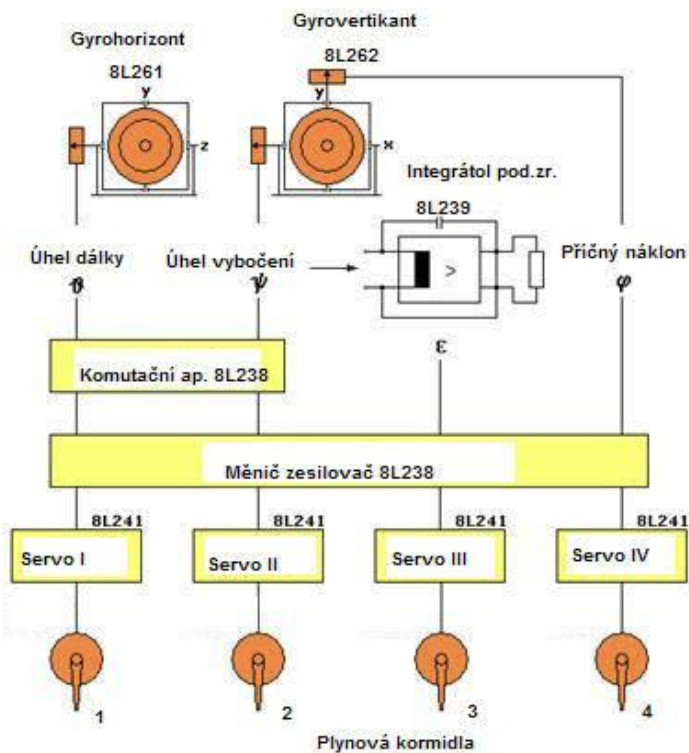 Gyrohorizont
8L261
y
z
Gyrovertikant
8L262
y
x
Integrátol pod.zr.
8L239
>
Úhel dálky
ϑ
Úhel vybočení
ψ
Příčný náklon
φ
ε
Komutační ap. 8L238
Měnič zesilovač 8L238
8L241
8L241
8L241
8L241
Servo I
Servo II
Servo III
Servo IV
1
2
3
4
Plynová kormidla